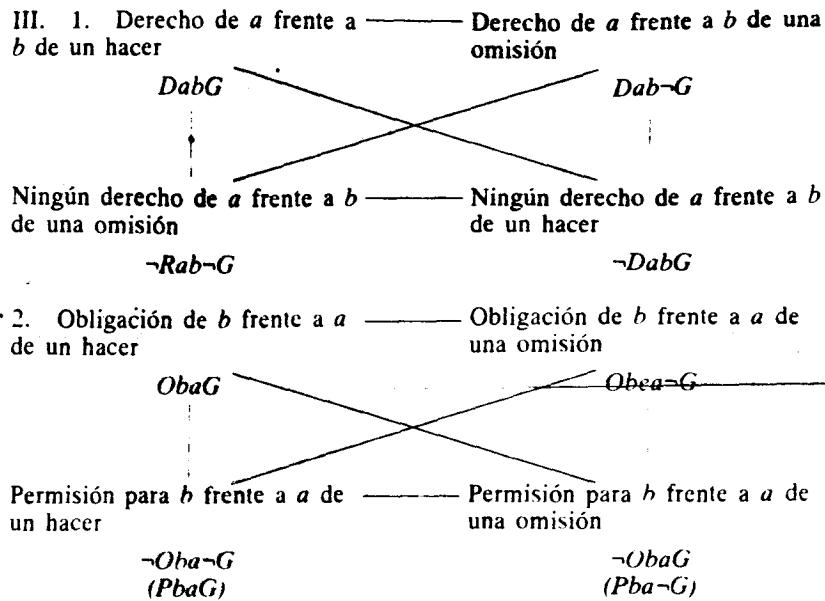 III. 1. Derecho de a frente a
b de un hacer
Derecho de a frente a b de una
omisión
DabG
Dab¬G
Ningún derecho de a frente a b
de una omisión
Ningún derecho de a frente a b
de un hacer
¬Rab¬G
¬DabG
2. Obligación de b frente a a
de un hacer
Obligación de b frente a a de
una omisión
ObaG
Oba¬G
Permisión para b frente a a de
un hacer
Permisión para b frente a a de
una omisión
¬Oba¬G
(PbaG)
¬ObaG
(Pba¬G)